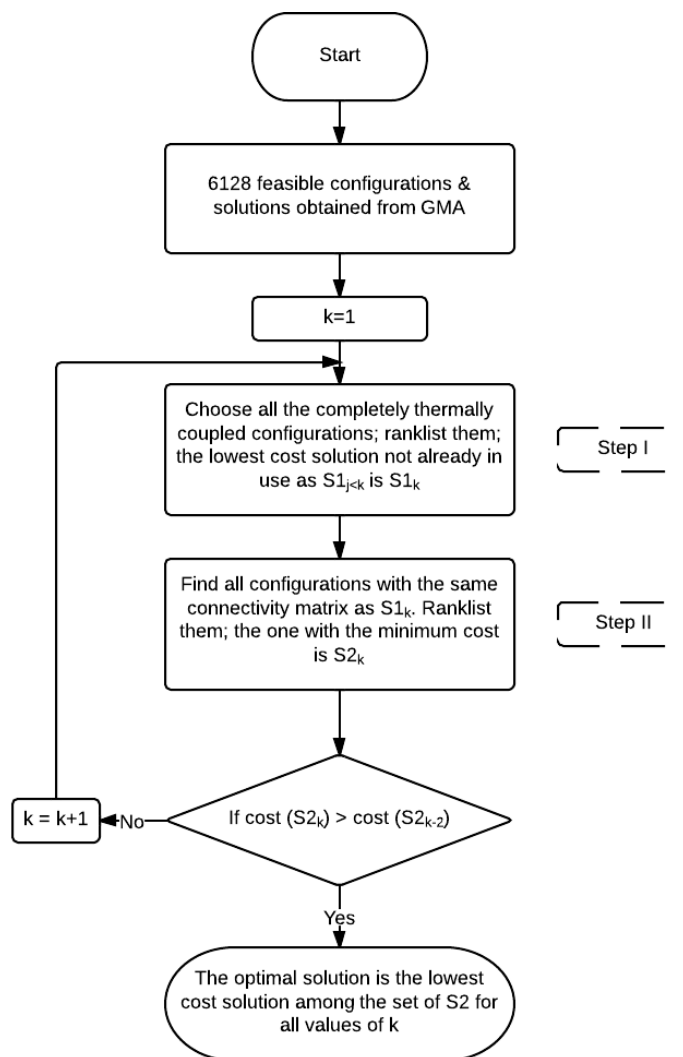 Start
6128 feasible configurations &
solutions obtained from GMA
k=1
Choose all the completely thermally
coupled configurations; ranklist them;
the lowest cost solution not already in
use as S1j<k is S1k
Step I
Find all configurations with the same
connectivity matrix as S1k. Ranklist
them; the one with the minimum cost
is S2k
Step II
If cost (S2k) > cost (S2k-2)
No
k = k+1
Yes
The optimal solution is the lowest
cost solution among the set of S2 for
all values of k